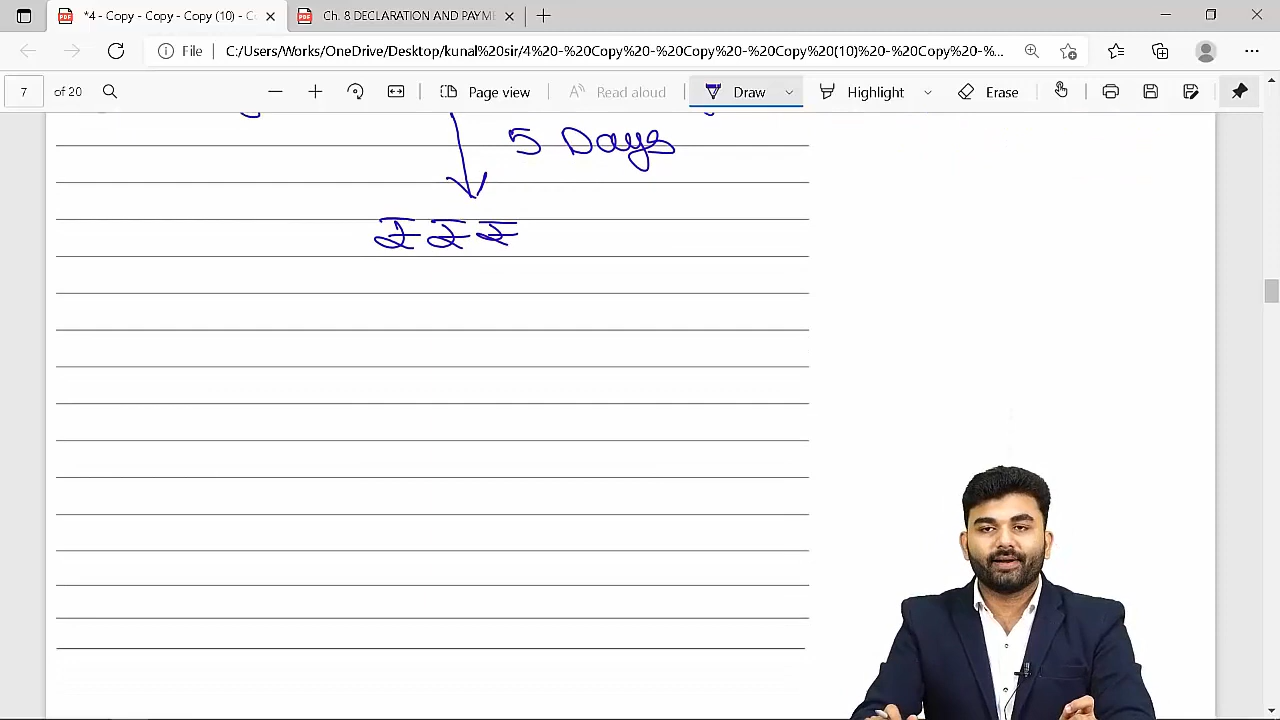 *4 - Copy - Copy - Copy (10) - C
Ch. 8 DECLARATION AND PAYM
File
C:/Users/Works/OneDrive/Desktop/kunal%20sir/4%20-%20Copy%20-%20Copy%20-%20Copy%20(10)%20-%20Copy%20-%...
7 of 20
Page view
Read aloud
Draw
Highlight
Erase
5 Days
₹ ₹ ₹